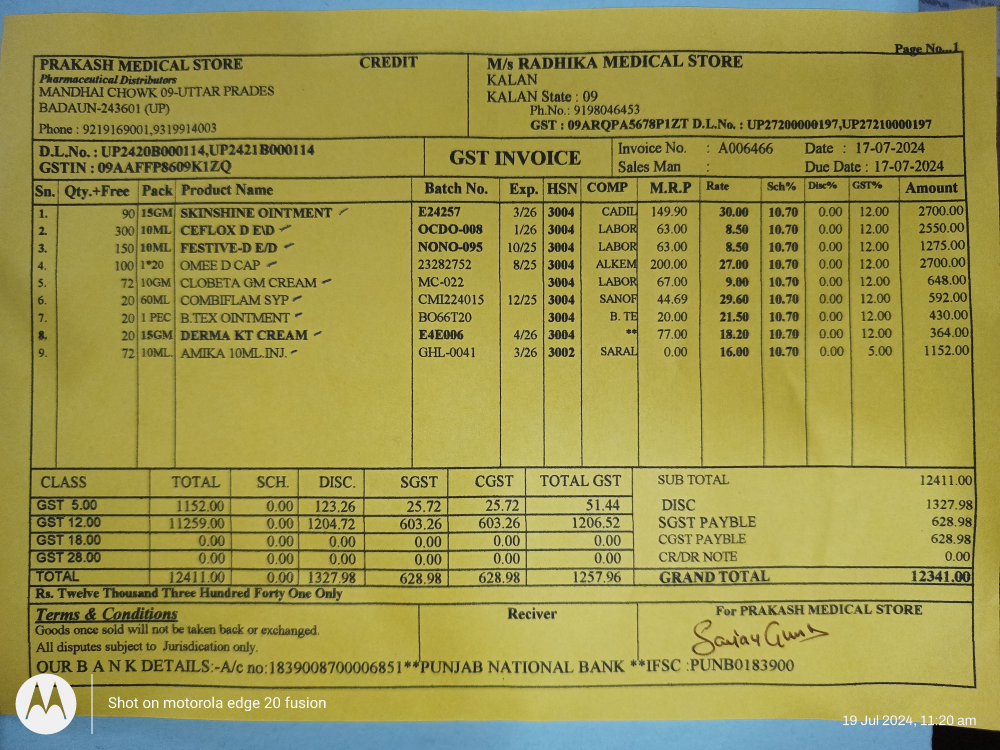 Page No...1
PRAKASH MEDICAL STORE CREDIT
Pharmaceutical Distributors
MANDHAI CHOWK 09-UTTAR PRADES
BADAUN-243601 (UP)
Phone : 9219169001,9319914003
M/s RADHIKA MEDICAL STORE
KALAN
KALAN State : 09
Ph.No.: 9198046453
GST : 09ARQPA5678P1ZT D.L.No. : UP27200000197,UP27210000197
D.L.No. : UP2420B000114,UP2421B000114
GSTIN : 09AAFFP8609K1ZQ
GST INVOICE
Invoice No. : A006466 Date : 17-07-2024
Sales Man : Due Date : 17-07-2024
Sn. Qty.+Free Pack Product Name Batch No. Exp. HSN COMP M.R.P Rate Sch% Disc% GST% Amount
1. 90 15GM SKINSHINE OINTMENT E24257 3/26 3004 CADIL 149.90 30.00 10.70 0.00 12.00 2700.00
2. 300 10ML CEFLOX D E\D OCDO-008 1/26 3004 LABOR 63.00 8.50 10.70 0.00 12.00 2550.00
3. 150 10ML FESTIVE-D E/D NONO-095 10/25 3004 LABOR 63.00 8.50 10.70 0.00 12.00 1275.00
4. 100 1*20 OMEE D CAP 23282752 8/25 3004 ALKEM 200.00 27.00 10.70 0.00 12.00 2700.00
5. 72 10GM CLOBETA GM CREAM MC-022 3004 LABOR 67.00 9.00 10.70 0.00 12.00 648.00
6. 20 60ML COMBIFLAM SYP CMI224015 12/25 3004 SANOF 44.69 29.60 10.70 0.00 12.00 592.00
7. 20 1 PEC B.TEX OINTMENT BO66T20 3004 B. TE 20.00 21.50 10.70 0.00 12.00 430.00
8. 20 15GM DERMA KT CREAM E4E006 4/26 3004 ** 77.00 18.20 10.70 0.00 12.00 364.00
9. 72 10ML. AMIKA 10ML.INJ. GHL-0041 3/26 3002 SARAL 0.00 16.00 10.70 0.00 5.00 1152.00
CLASS TOTAL SCH. DISC. SGST CGST TOTAL GST
GST 5.00 1152.00 0.00 123.26 25.72 25.72 51.44
GST 12.00 11259.00 0.00 1204.72 603.26 603.26 1206.52
GST 18.00 0.00 0.00 0.00 0.00 0.00 0.00
GST 28.00 0.00 0.00 0.00 0.00 0.00 0.00
TOTAL 12411.00 0.00 1327.98 628.98 628.98 1257.96
SUB TOTAL 12411.00
DISC 1327.98
SGST PAYBLE 628.98
CGST PAYBLE 628.98
CR/DR NOTE 0.00
GRAND TOTAL 12341.00
Rs. Twelve Thousand Three Hundred Forty One Only
Terms & Conditions
Goods once sold will not be taken back or exchanged.
All disputes subject to Jurisdication only.
Reciver
For PRAKASH MEDICAL STORE
OUR B A N K DETAILS:-A/c no:1839008700006851**PUNJAB NATIONAL BANK **IFSC :PUNB0183900
Shot on motorola edge 20 fusion
19 Jul 2024, 11:20 am